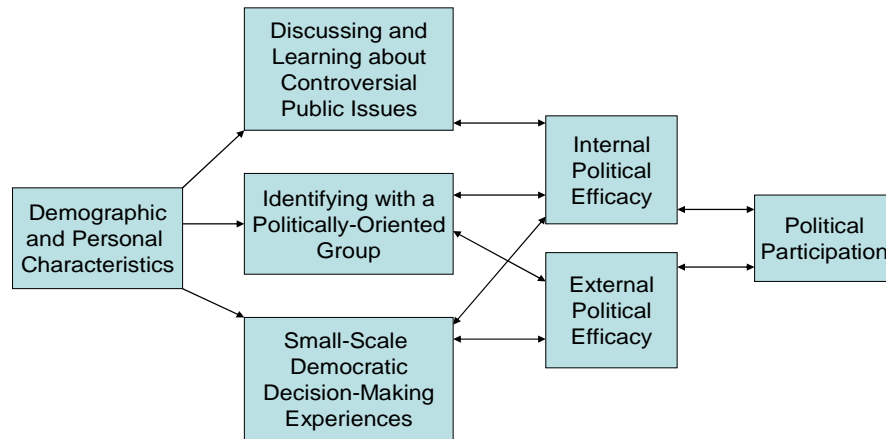 Discussing and
Learning about
Controversial
Public Issues
Internal
Political
Efficacy
Identifying with a
Politically-Oriented
Group
Demographic
and Personal
Characteristics
Political
Participation
External
Political
Efficacy
Small-Scale
Democratic
Decision-Making
Experiences